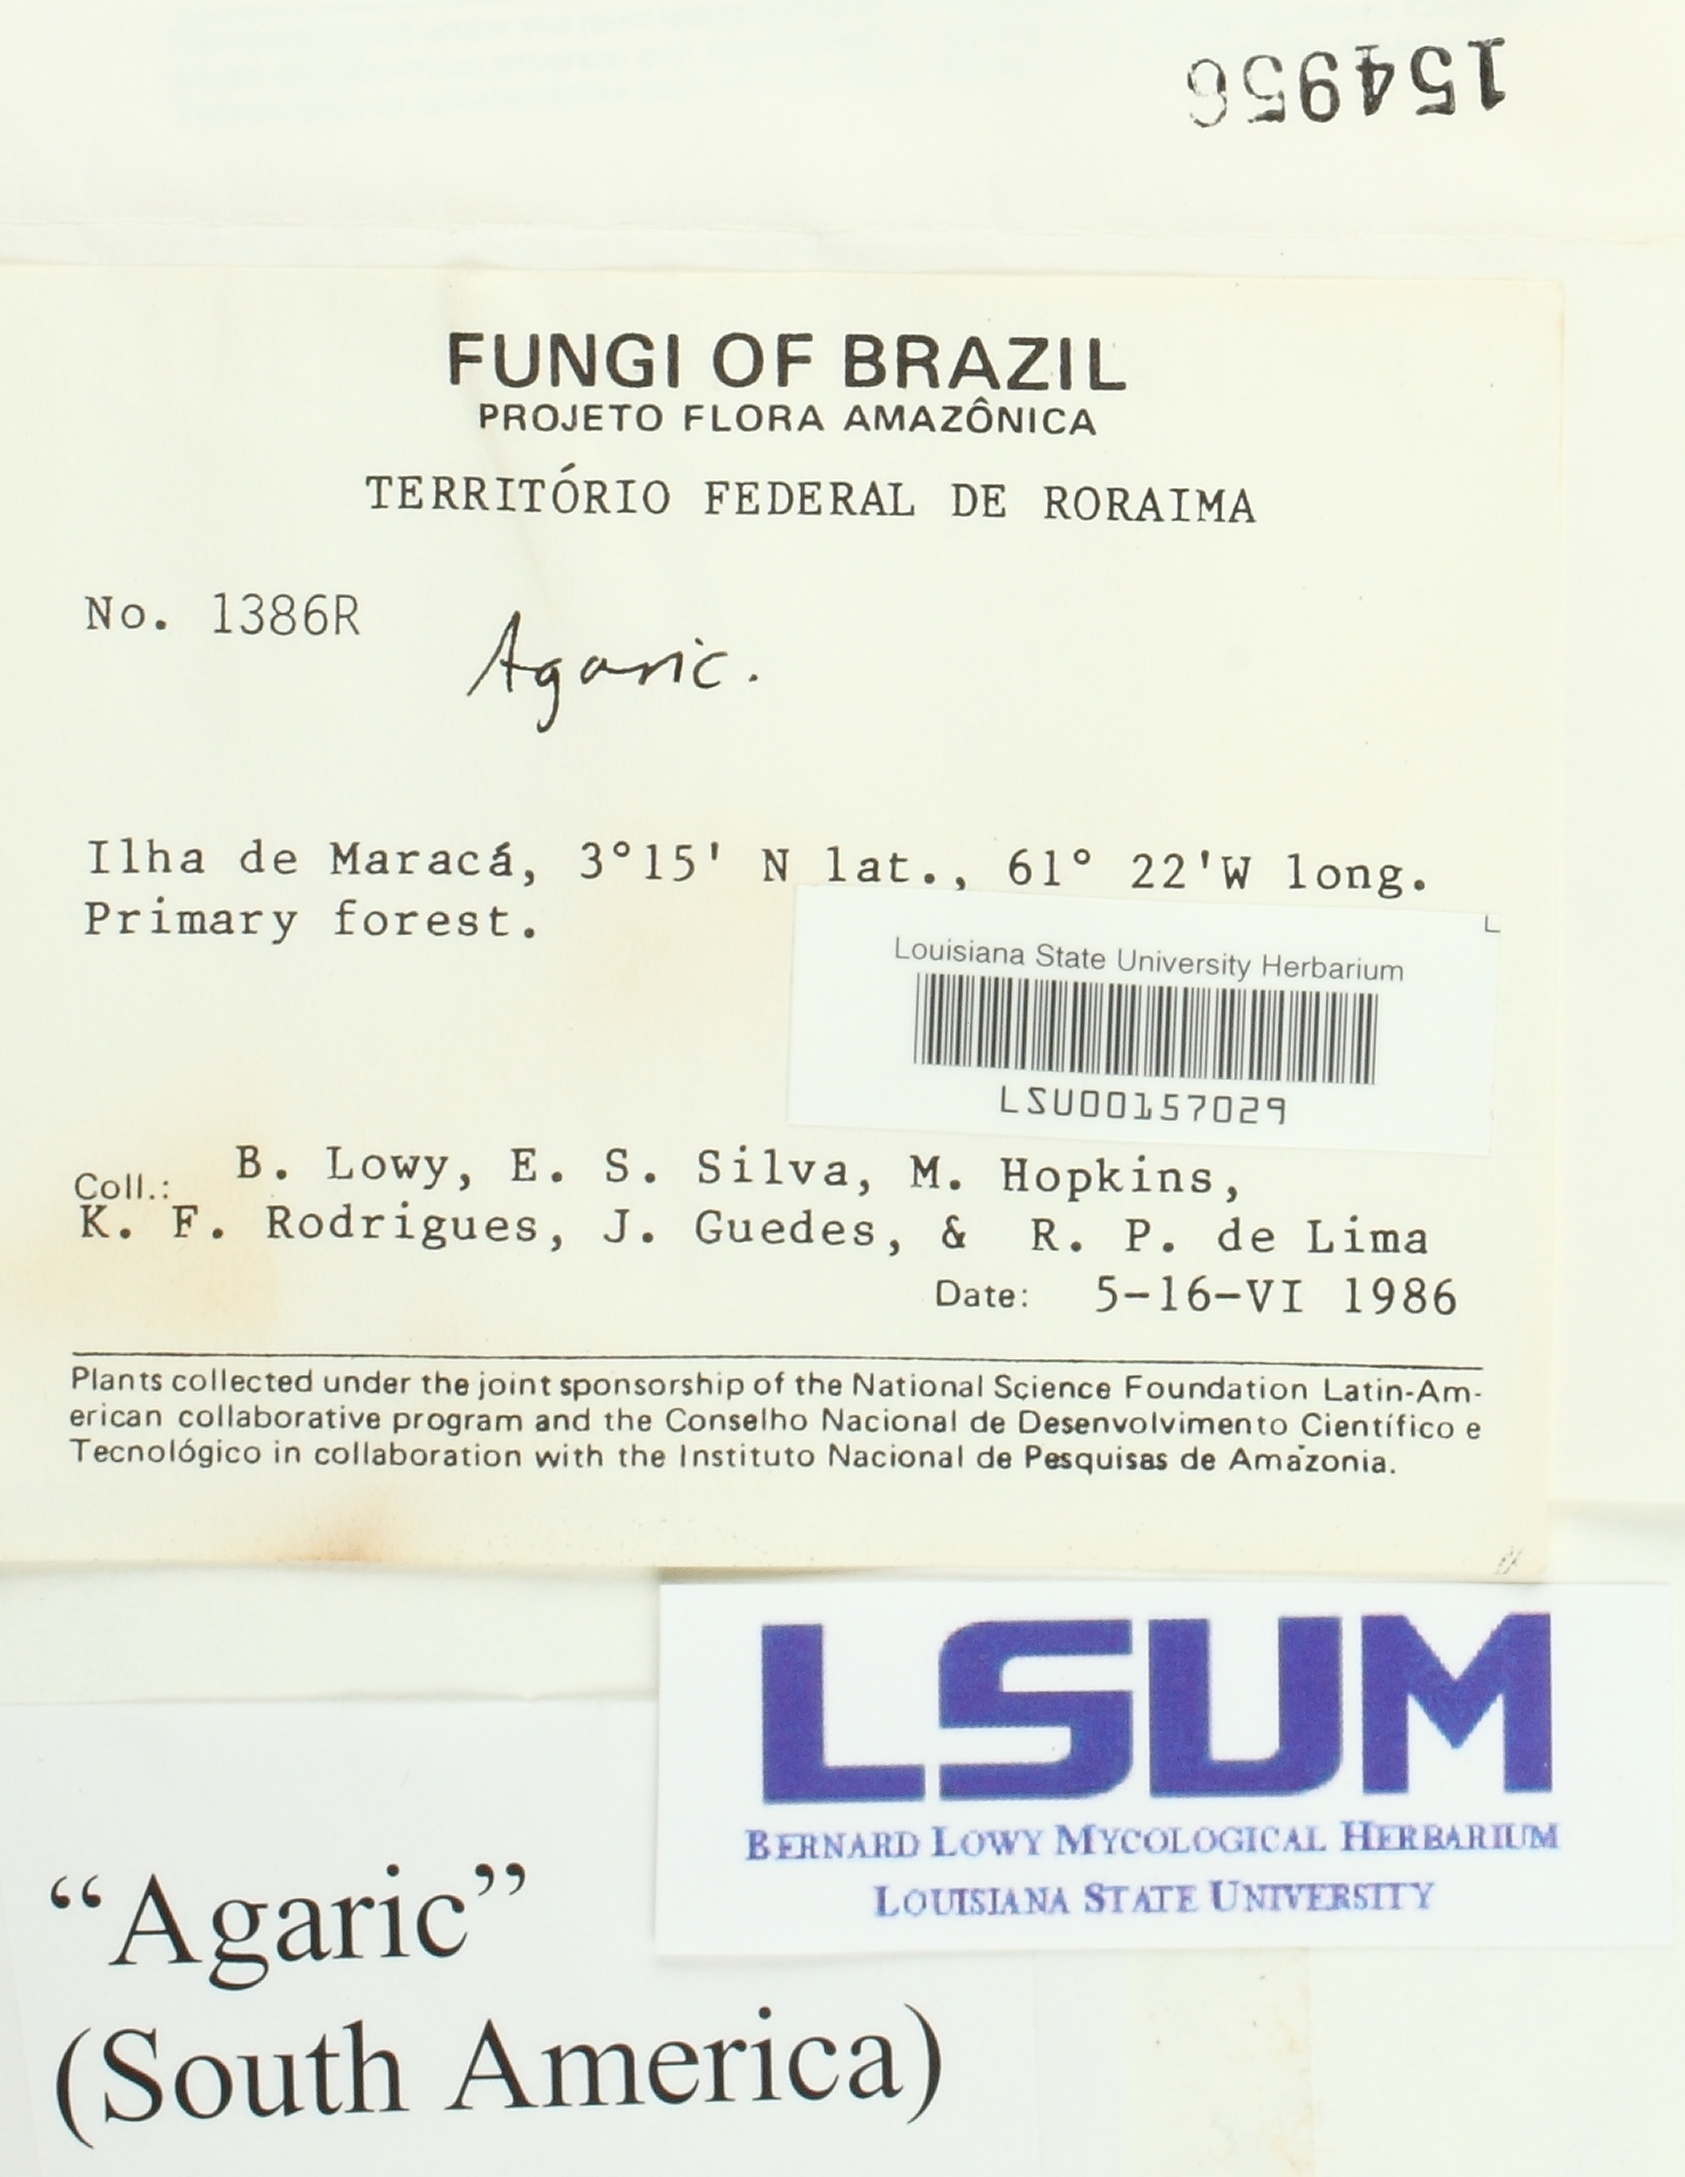 154956
FUNGI OF BRAZIL
PROJETO FLORA AMAZÔNICA
TERRITÓRIO FEDERAL DE RORAIMA
No. 1386R
Agaric.
Ilha de Maracá, 3°15' N lat., 61° 22'W long.
Primary forest.
L
Louisiana State University Herbarium
LSU00157029
Coll.: B. Lowy, E. S. Silva, M. Hopkins,
K. F. Rodrigues, J. Guedes, & R. P. de Lima
Date: 5-16-VI 1986
Plants collected under the joint sponsorship of the National Science Foundation Latin-Am-
erican collaborative program and the Conselho Nacional de Desenvolvimento Científico e
Tecnológico in collaboration with the Instituto Nacional de Pesquisas de Amazonia.
LSUM
BERNARD LOWY MYCOLOGICAL HERBARIUM
LOUISIANA STATE UNIVERSITY
“Agaric”
(South America)